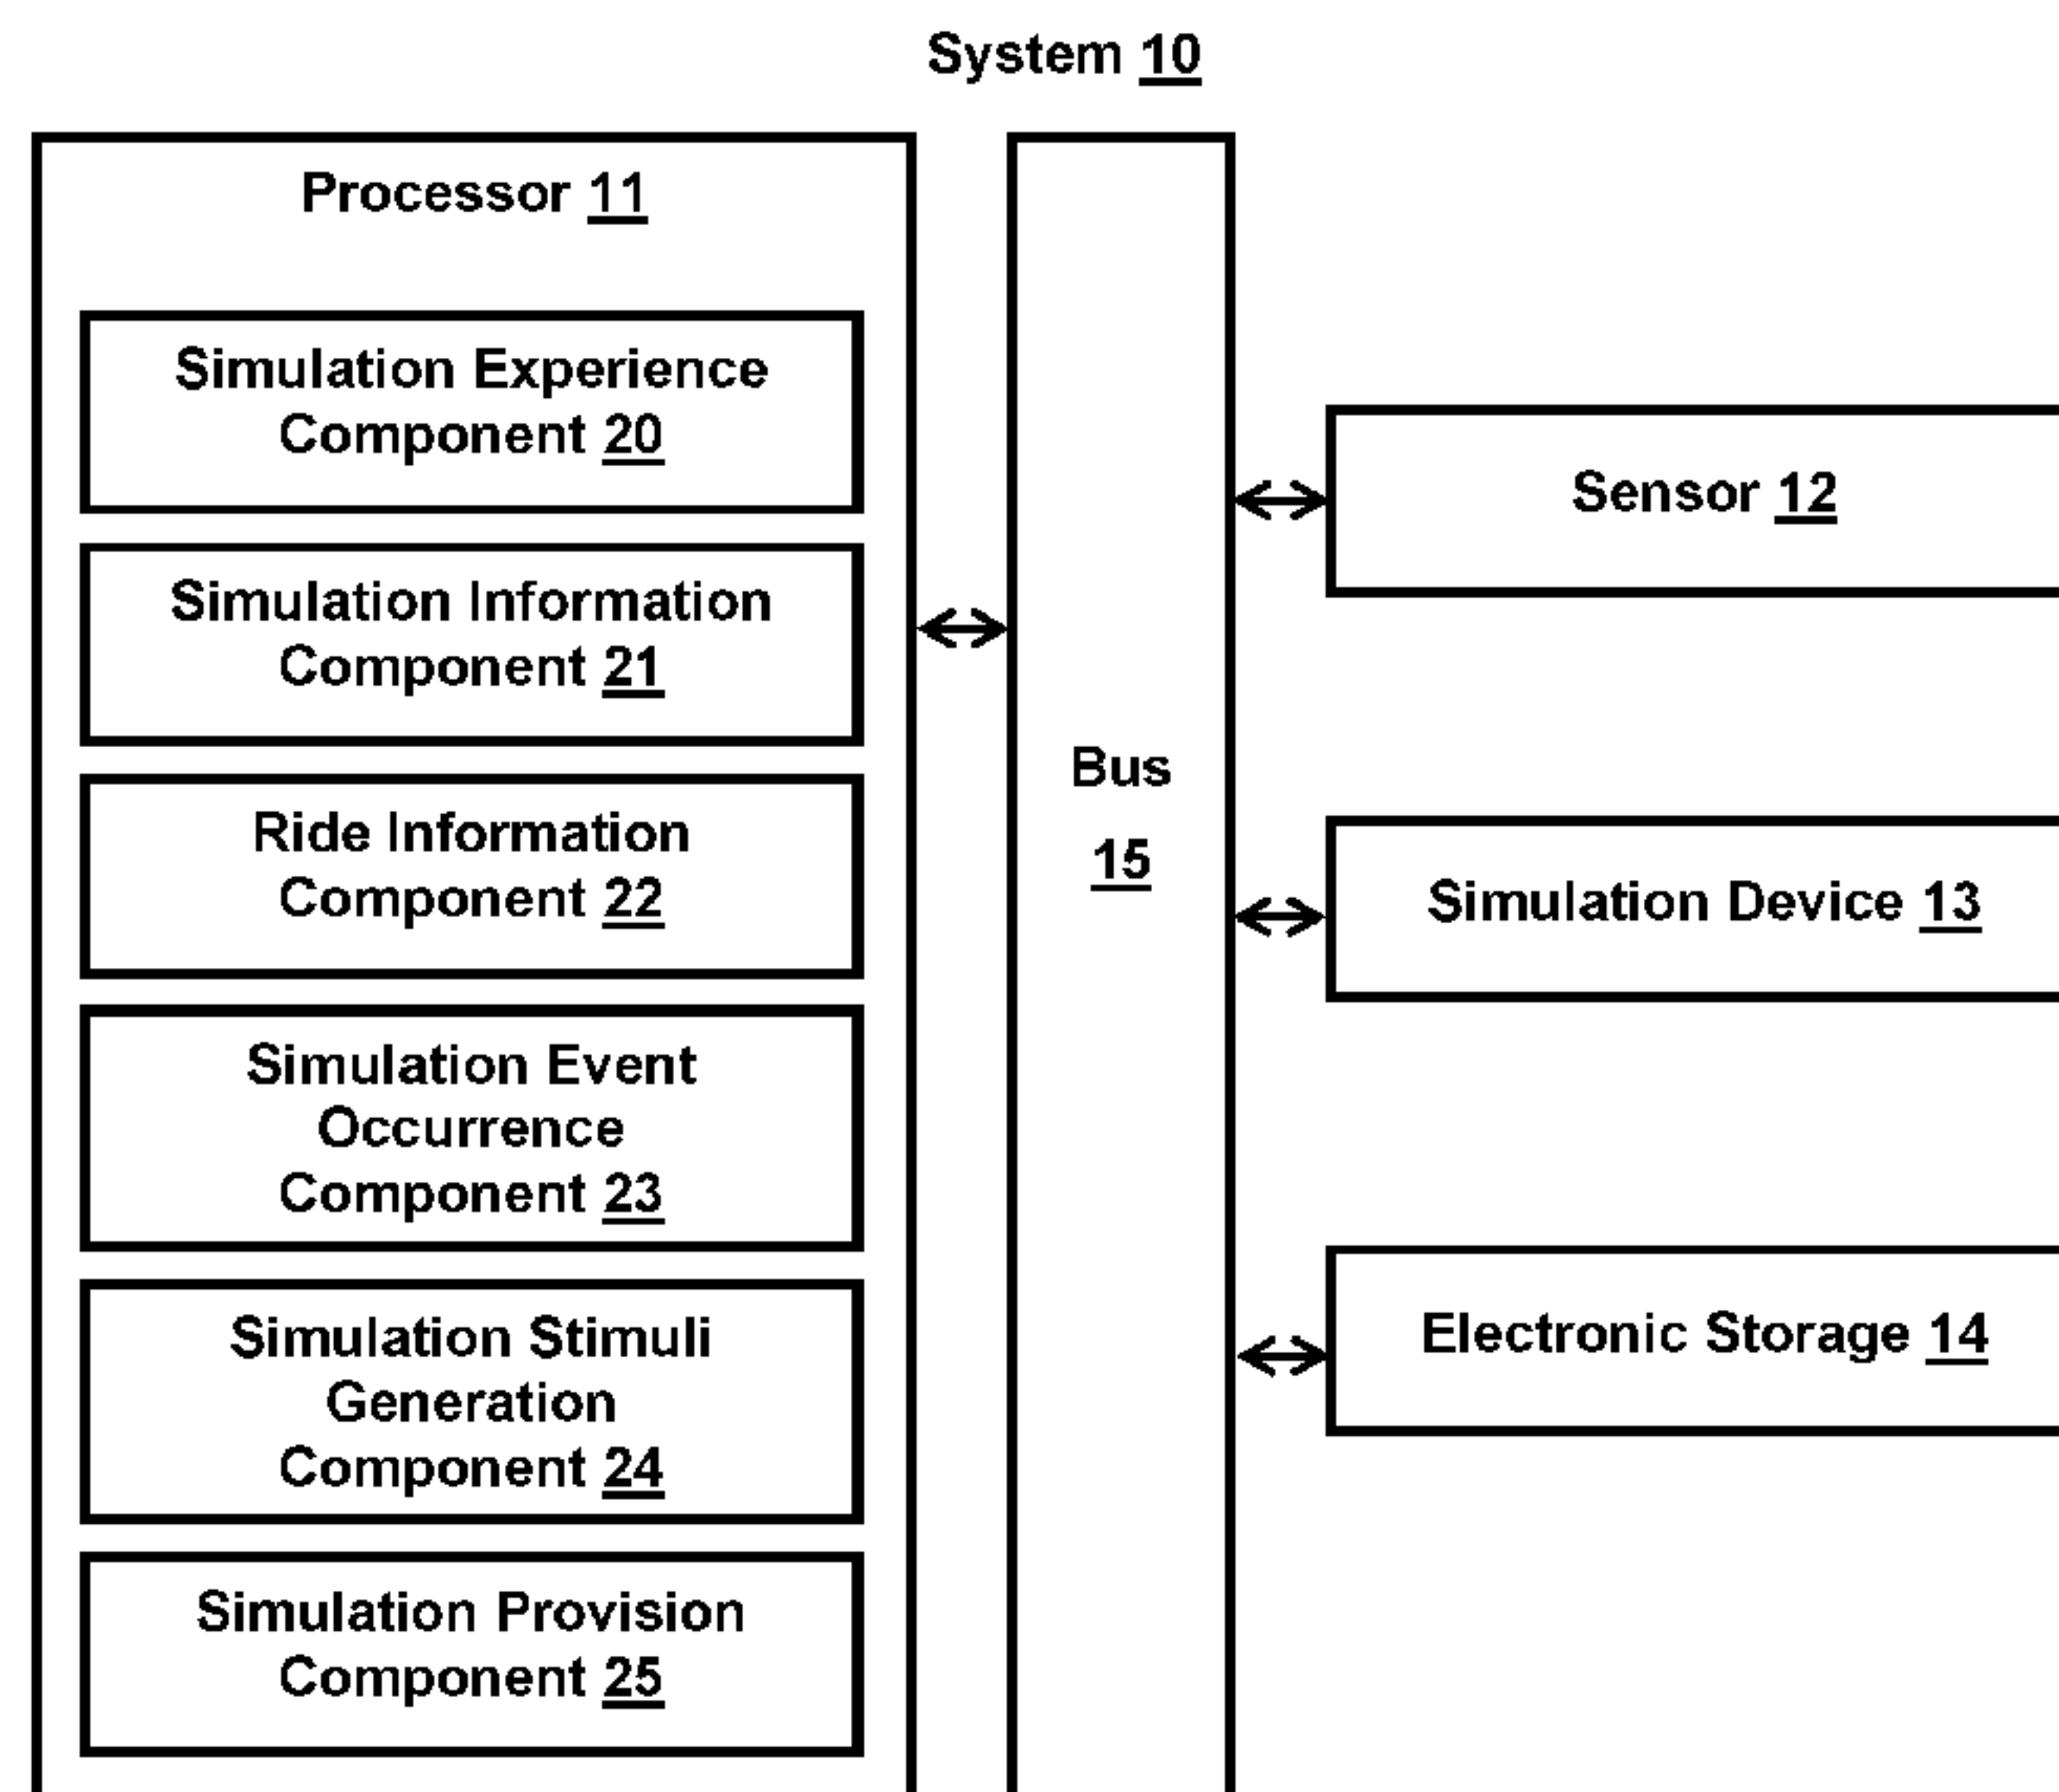 System 10
Processor 11
Simulation Experience
Component 20
Simulation Information
Component 21
Ride Information
Component 22
Simulation Event
Occurrence
Component 23
Simulation Stimuli
Generation
Component 24
Simulation Provision
Component 25
Bus
15
Sensor 12
Simulation Device 13
Electronic Storage 14